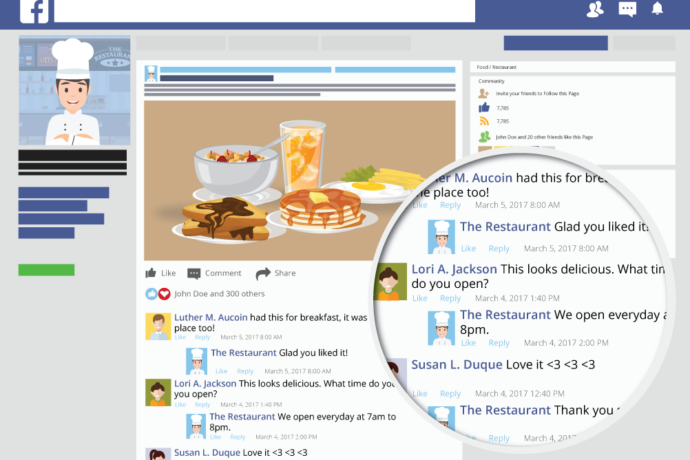 f
THE
RESTAURANT
Food / Restaurant
Community
Invite your friends to Follow this Page
7,785
7,785
John Doe and 20 other friends like this Page
Like Comment Share
John Doe and 300 others
Luther M. Aucoin had this for breakfast, it was
place too!
Like Reply March 5, 2017 8:00 AM
The Restaurant Glad you liked it!
Like Reply March 5, 2017 8:00 AM
Lori A. Jackson This looks delicious. What time do you
you open?
Like Reply March 4, 2017 1:40 PM
The Restaurant We open everyday at 7am to
8pm.
Like Reply March 4, 2017 2:00 PM
Susan L. Duque Love it <3 <3 <3
M. Aucoin had this for
place too!
Like Reply March 5, 2017 8:00 AM
The Restaurant Glad you liked it!
Like Reply March 5, 2017 8:00 AM
Lori A. Jackson This looks delicious. What
do you open?
Like Reply March 4, 2017 1:40 PM
The Restaurant We open everyday
8pm.
Like Reply March 4, 2017 2:00 PM
Susan L. Duque Love it <3 <3 <3
Like Reply March 4, 2017 12:40 PM
The Restaurant Thank you
Like Reply March 4,